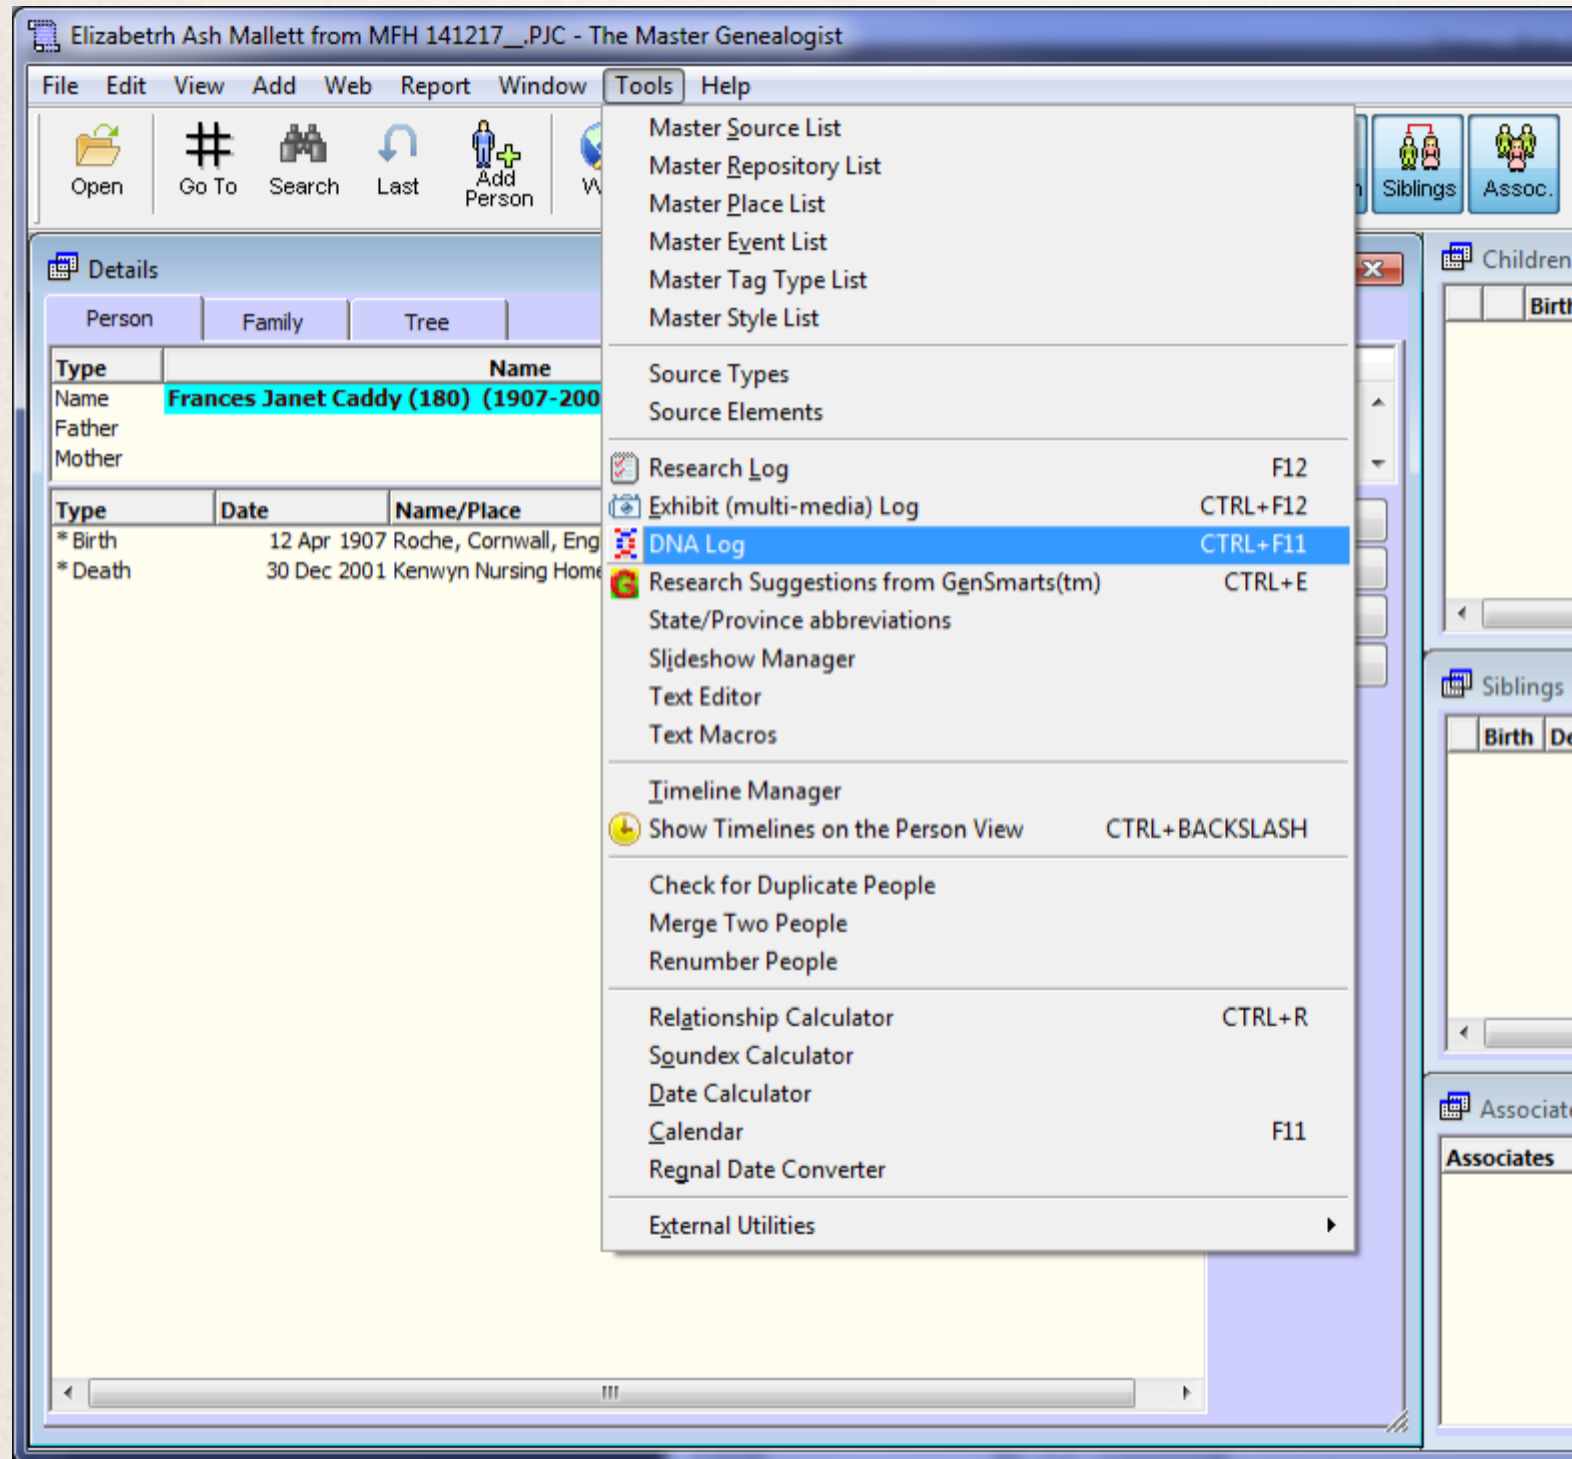 Elizabetrh Ash Mallett from MFH 141217__.PJC - The Master Genealogist
File Edit View Add Web Report Window Tools Help
Open Go To Search Last Add Person Siblings Assoc.
Master Source List
Master Repository List
Master Place List
Master Event List
Master Tag Type List
Master Style List
Source Types
Source Elements
Research Log F12
Exhibit (multi-media) Log CTRL+F12
DNA Log CTRL+F11
Research Suggestions from GenSmarts(tm) CTRL+E
State/Province abbreviations
Slideshow Manager
Text Editor
Text Macros
Timeline Manager
Show Timelines on the Person View CTRL+BACKSLASH
Check for Duplicate People
Merge Two People
Renumber People
Relationship Calculator CTRL+R
Soundex Calculator
Date Calculator
Calendar F11
Regnal Date Converter
External Utilities
Details
Person Family Tree
Type Name
Name Frances Janet Caddy (180) (1907-200
Father
Mother
Type Date Name/Place
* Birth 12 Apr 1907 Roche, Cornwall, Eng
* Death 30 Dec 2001 Kenwyn Nursing Home
Children
Birth
Siblings
Birth De
Associate
Associates